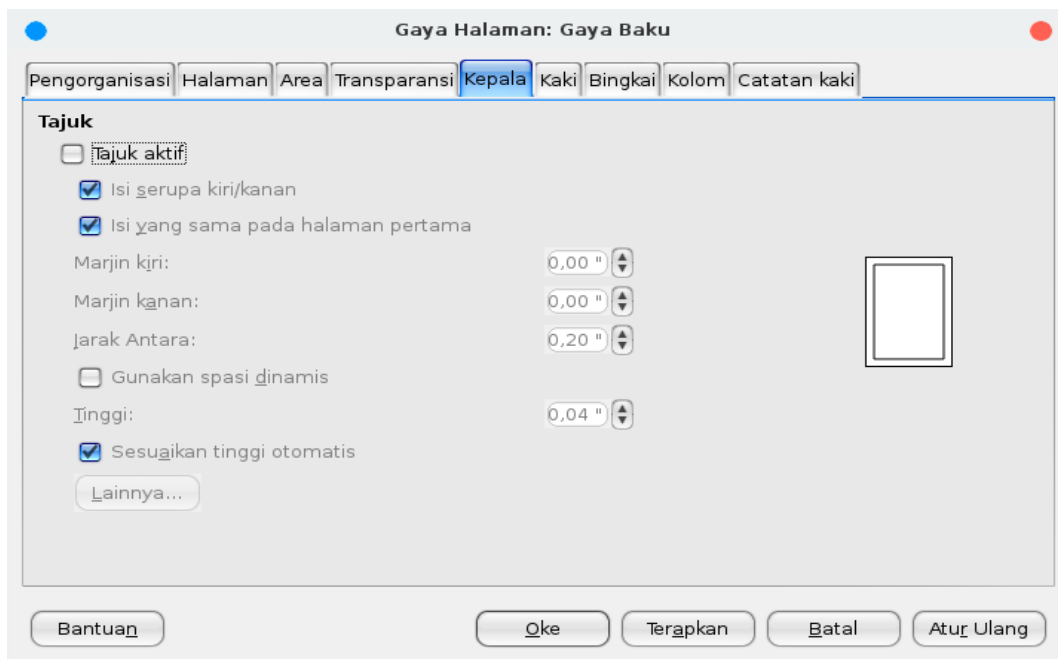 Gaya Halaman: Gaya Baku
Pengorganisasi Halaman Area Transparansi Kepala Kaki Bingkai Kolom Catatan kaki
Tajuk
Tajuk aktif
Isi serupa kiri/kanan
Isi yang sama pada halaman pertama
Marjin kiri: 0,00 "
Marjin kanan: 0,00 "
Jarak Antara: 0,20 "
Gunakan spasi dinamis
Tinggi: 0,04 "
Sesuaikan tinggi otomatis
Lainnya...
Bantuan Oke Terapkan Batal Atur Ulang